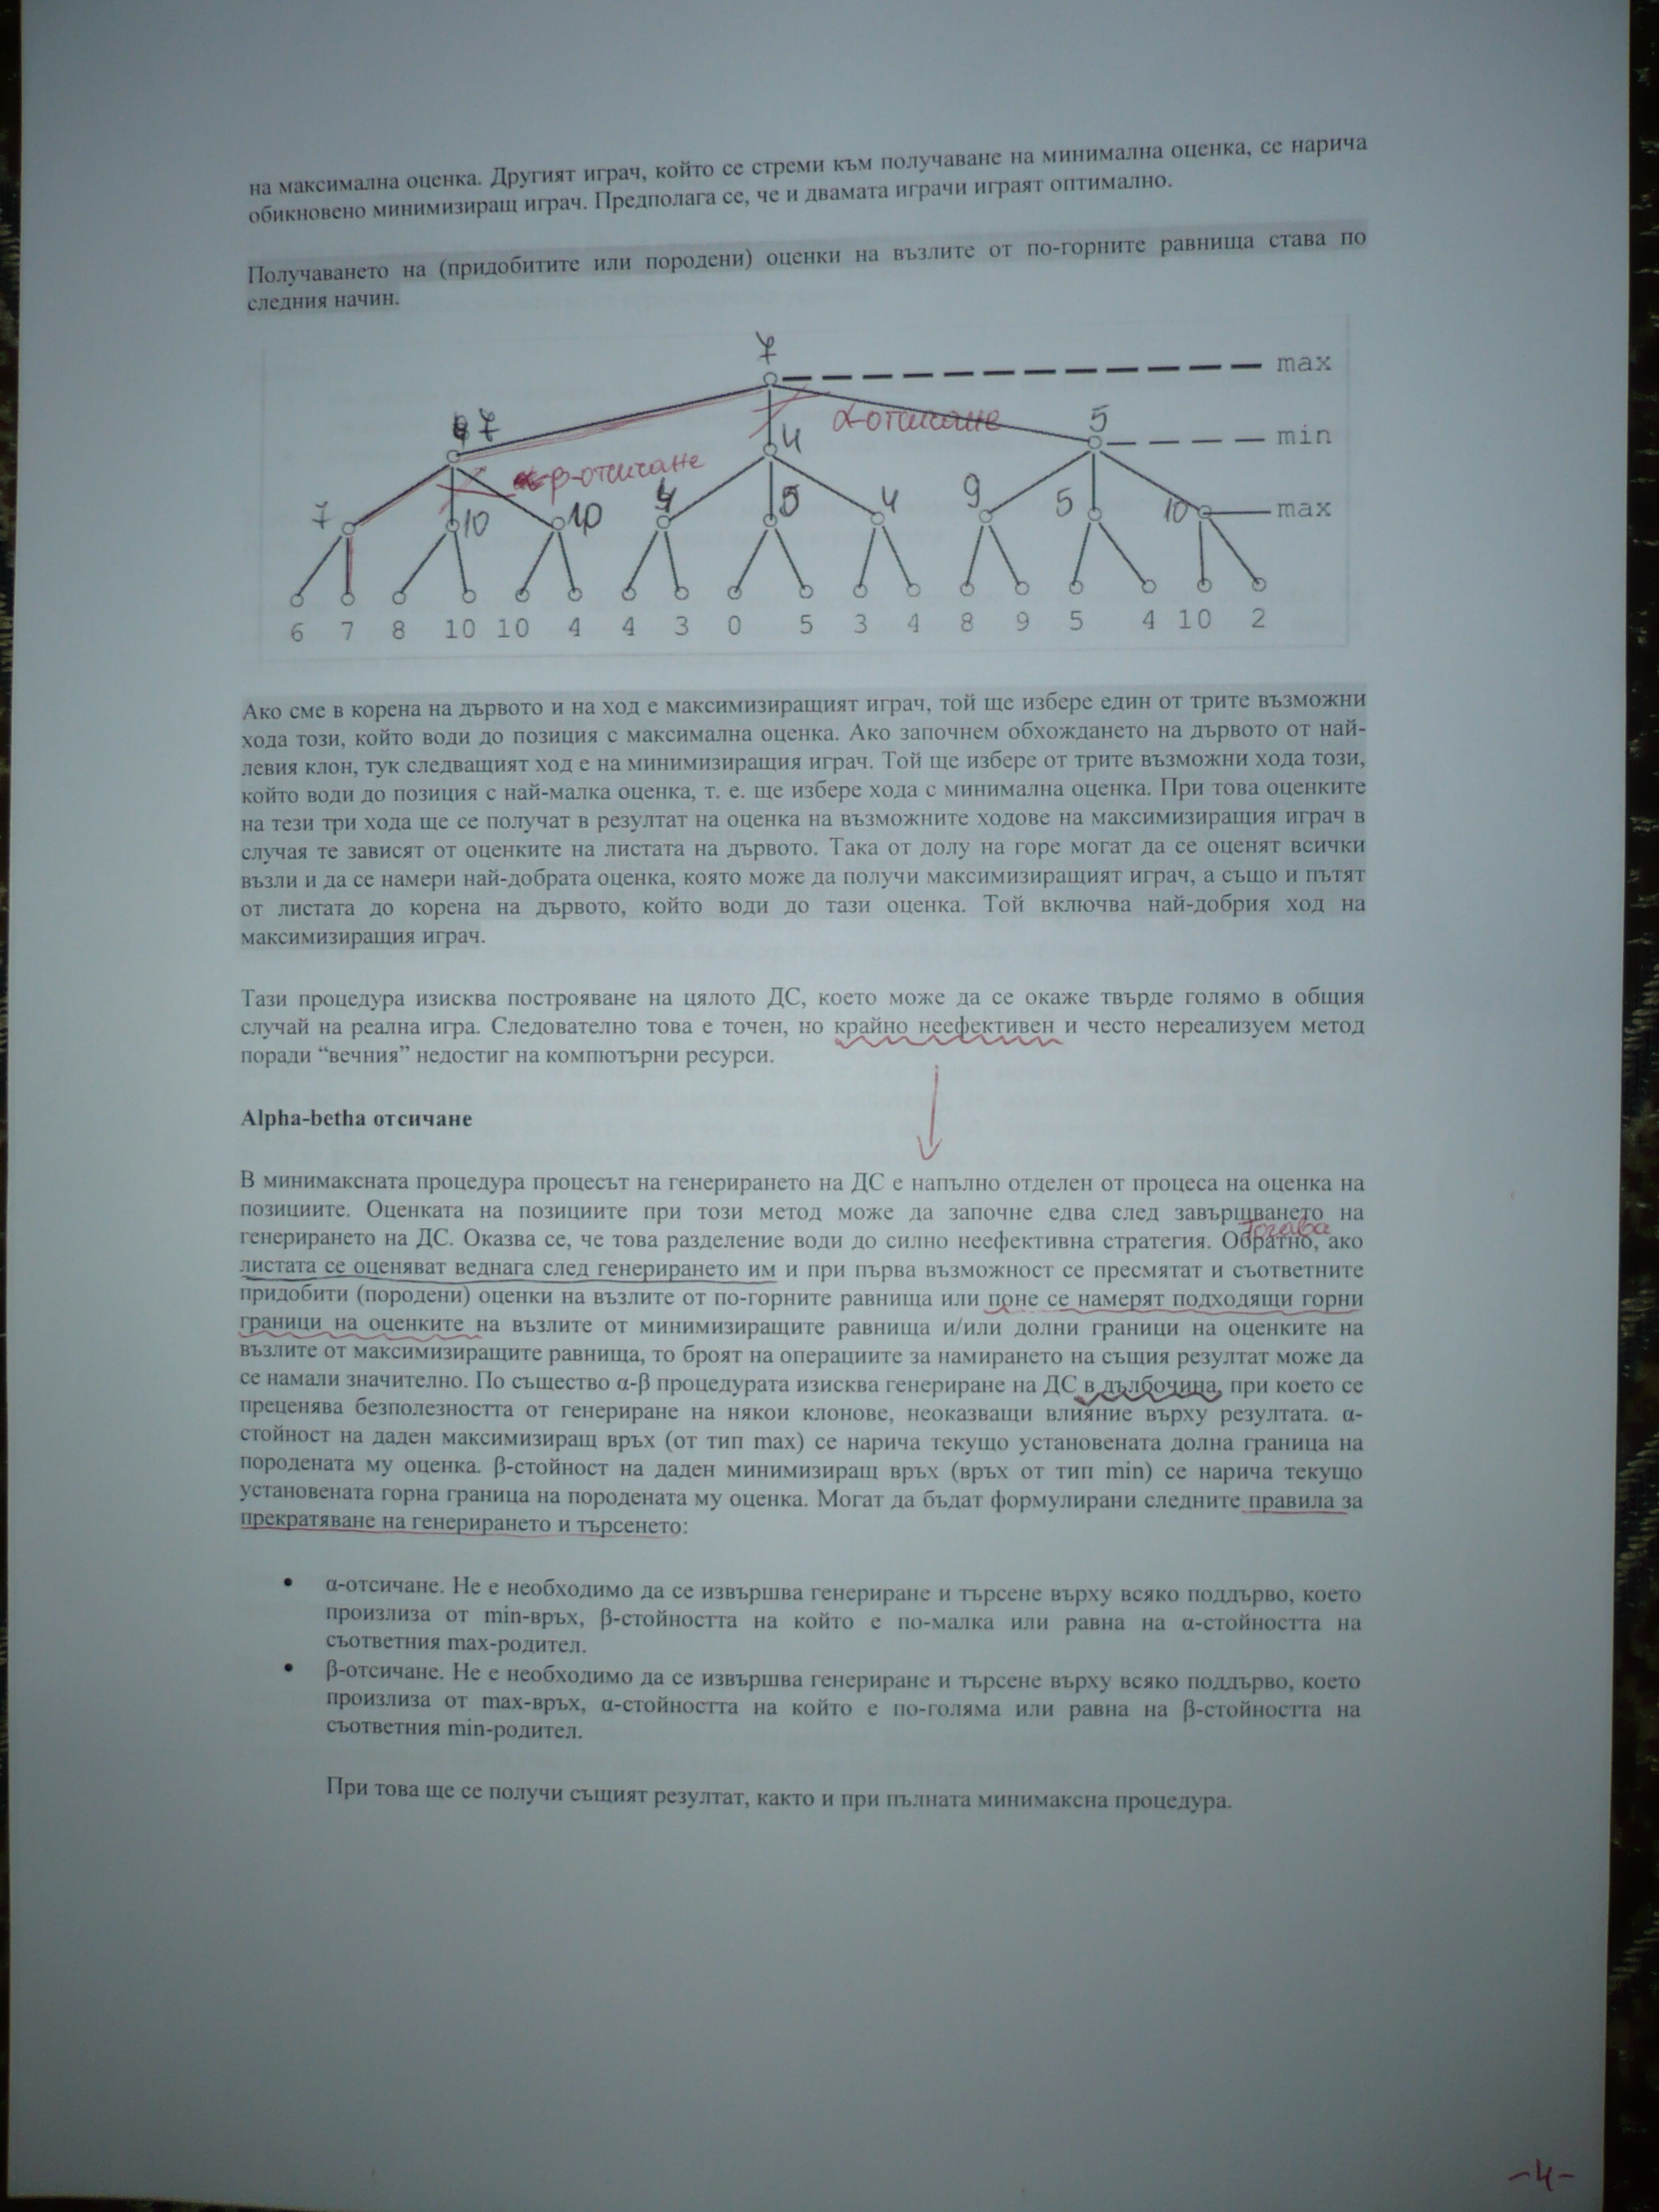 на максимална оценка. Другият играч, който се стреми към получаване на минимална оценка, се нарича
обикновено минимизиращ играч. Предполага се, че и двамата играчи играят оптимално.
Получаването на (придобитите или породени) оценки на възлите от по-горните равнища става по
следния начин.
7
max
7
α-отсичане
5
min
4
β-отсичане
7
10
10
4
5
4
9
5
10
max
6 7 8 10 10 4 4 3 0 5 3 4 8 9 5 4 10 2
Ако сме в корена на дървото и на ход е максимизиращият играч, той ще избере един от трите възможни
хода този, който води до позиция с максимална оценка. Ако започнем обхождането на дървото от най-
левия клон, тук следващият ход е на минимизиращия играч. Той ще избере от трите възможни хода този,
който води до позиция с най-малка оценка, т. е. ще избере хода с минимална оценка. При това оценките
на тези три хода ще се получат в резултат на оценка на възможните ходове на максимизиращия играч в
случая те зависят от оценките на листата на дървото. Така от долу на горе могат да се оценят всички
възли и да се намери най-добрата оценка, която може да получи максимизиращият играч, а също и пътят
от листата до корена на дървото, който води до тази оценка. Той включва най-добрия ход на
максимизиращия играч.
Тази процедура изисква построяване на цялото ДС, което може да се окаже твърде голямо в общия
случай на реална игра. Следователно това е точен, но крайно неефективен и често нереализуем метод
поради “вечния” недостиг на компютърни ресурси.
Alpha-betha отсичане
В минимаксната процедура процесът на генерирането на ДС е напълно отделен от процеса на оценка на
позициите. Оценката на позициите при този метод може да започне едва след завършването на
Тогава
генерирането на ДС. Оказва се, че това разделение води до силно неефективна стратегия. Обратно, ако
листата се оценяват веднага след генерирането им и при първа възможност се пресмятат и съответните
придобити (породени) оценки на възлите от по-горните равнища или поне се намерят подходящи горни
граници на оценките на възлите от минимизиращите равнища и/или долни граници на оценките на
възлите от максимизиращите равнища, то броят на операциите за намирането на същия резултат може да
се намали значително. По същество α-β процедурата изисква генериране на ДС в дълбочина, при което се
преценява безполезността от генериране на някои клонове, неоказващи влияние върху резултата. α-
стойност на даден максимизиращ връх (от тип max) се нарича текущо установената долна граница на
породената му оценка. β-стойност на даден минимизиращ връх (връх от тип min) се нарича текущо
установената горна граница на породената му оценка. Могат да бъдат формулирани следните правила за
прекратяване на генерирането и търсенето:
• α-отсичане. Не е необходимо да се извършва генериране и търсене върху всяко поддърво, което
произлиза от min-връх, β-стойността на който е по-малка или равна на α-стойността на
съответния max-родител.
• β-отсичане. Не е необходимо да се извършва генериране и търсене върху всяко поддърво, което
произлиза от max-връх, α-стойността на който е по-голяма или равна на β-стойността на
съответния min-родител.
При това ще се получи същият резултат, както и при пълната минимаксна процедура.
-4-